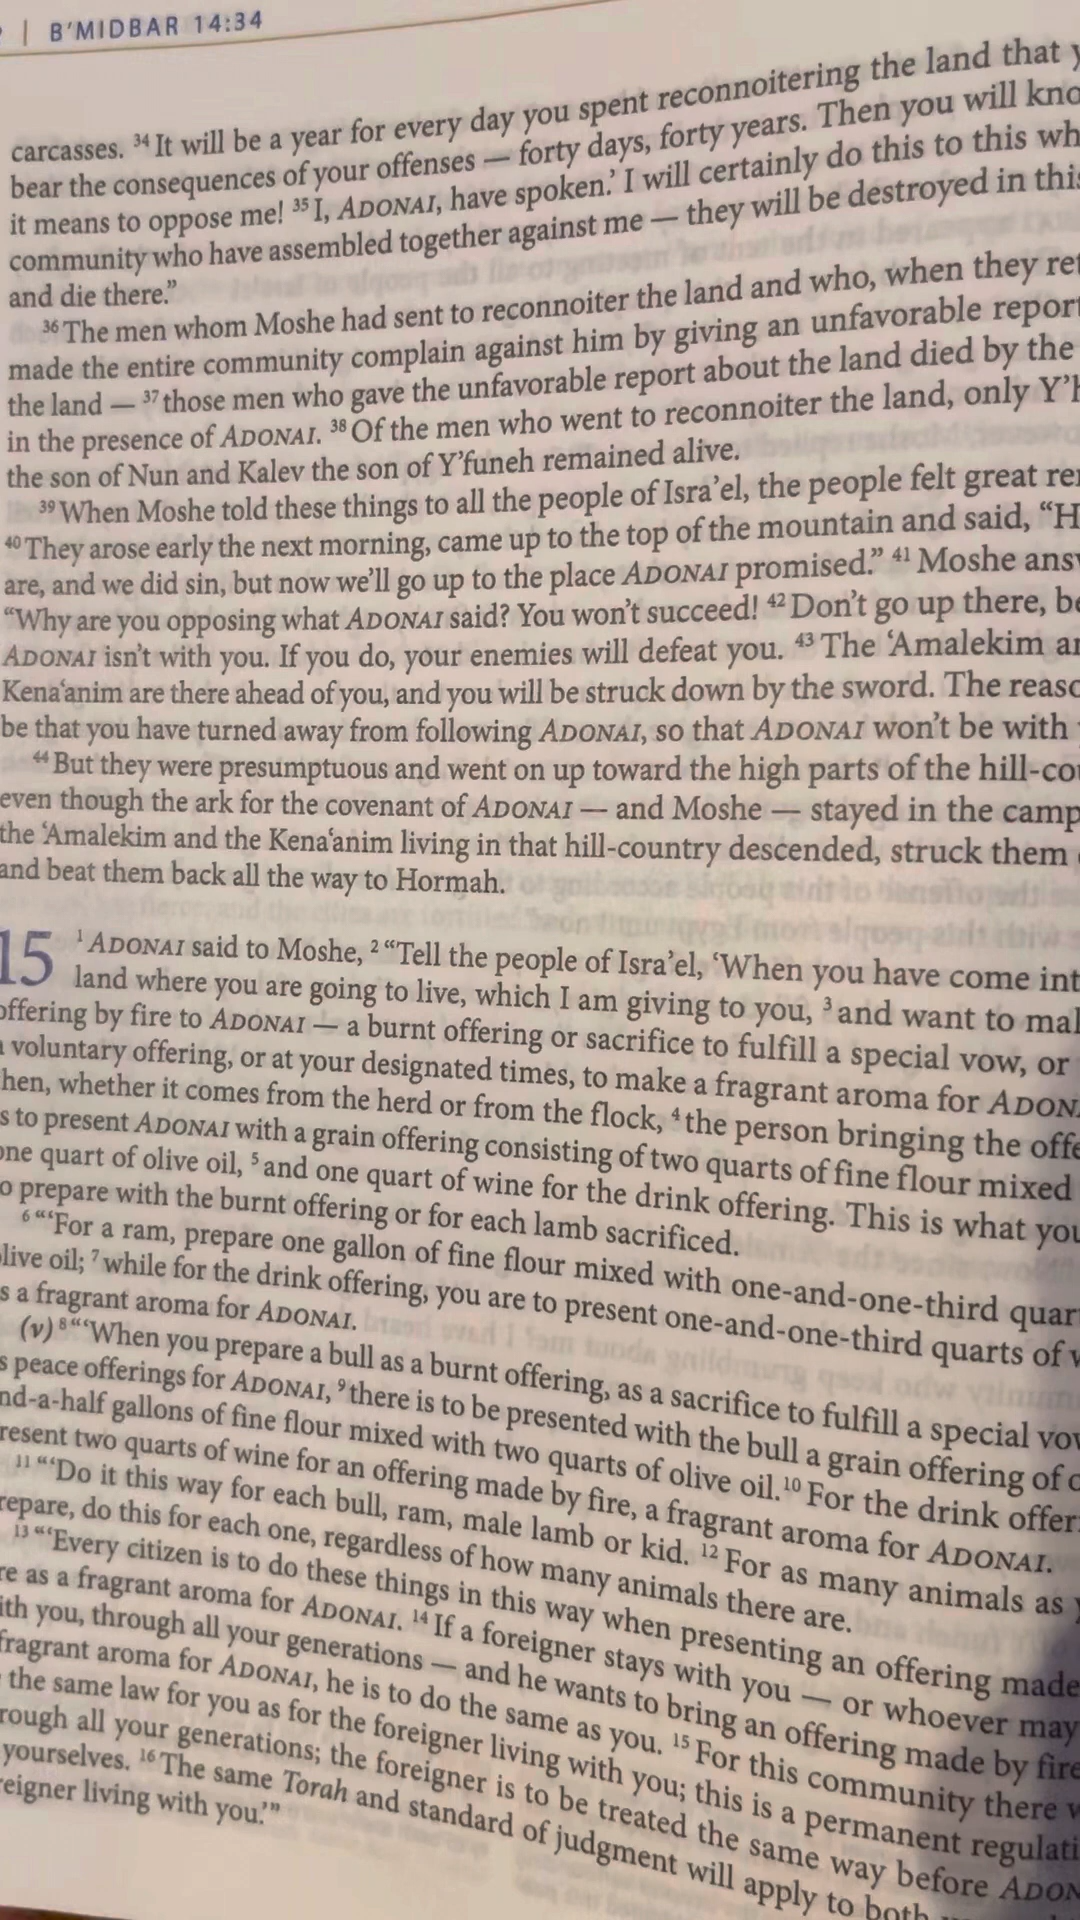 | B’MIDBAR 14:34
carcasses. 34 It will be a year for every day you spent reconnoitering the land that
bear the consequences of your offenses — forty days, forty years. Then you will
it means to oppose me! 35 I, ADONAI, have spoken.’ I will certainly do this to this
community who have assembled together against me — they will be destroyed in
and die there.”
36 The men whom Moshe had sent to reconnoiter the land and who, when they
made the entire community complain against him by giving an unfavorable report
the land — 37 those men who gave the unfavorable report about the land died by the
in the presence of ADONAI. 38 Of the men who went to reconnoiter the land, only
the son of Nun and Kalev the son of Y’funeh remained alive.
39 When Moshe told these things to all the people of Isra’el, the people felt great
40 They arose early the next morning, came up to the top of the mountain and said,
are, and we did sin, but now we’ll go up to the place ADONAI promised.” 41 Moshe
“Why are you opposing what ADONAI said? You won’t succeed! 42 Don’t go up there,
ADONAI isn’t with you. If you do, your enemies will defeat you. 43 The ‘Amalekim
Kena‘anim are there ahead of you, and you will be struck down by the sword. The
be that you have turned away from following ADONAI, so that ADONAI won’t be with
44 But they were presumptuous and went on up toward the high parts of the
even though the ark for the covenant of ADONAI — and Moshe — stayed in the camp
the ‘Amalekim and the Kena‘anim living in that hill-country descended, struck them
and beat them back all the way to Hormah.
15 1 ADONAI said to Moshe, 2 “Tell the people of Isra’el, ‘When you have come
land where you are going to live, which I am giving to you, 3 and want to
offering by fire to ADONAI — a burnt offering or sacrifice to fulfill a special vow, or
voluntary offering, or at your designated times, to make a fragrant aroma for
whether it comes from the herd or from the flock, 4 the person bringing the
to present ADONAI with a grain offering consisting of two quarts of fine flour mixed
one quart of olive oil, 5 and one quart of wine for the drink offering. This is what
prepare with the burnt offering or for each lamb sacrificed.
6 “‘For a ram, prepare one gallon of fine flour mixed with one-and-one-third
oil; 7 while for the drink offering, you are to present one-and-one-third quarts of
a fragrant aroma for ADONAI.
(v) 8 “‘When you prepare a bull as a burnt offering, as a sacrifice to fulfill a special
peace offerings for ADONAI, 9 there is to be presented with the bull a grain offering of
gallons of fine flour mixed with two quarts of olive oil. 10 For the drink
two quarts of wine for an offering made by fire, a fragrant aroma for ADONAI.
11 “‘Do it this way for each bull, ram, male lamb or kid. 12 For as many animals as
do this for each one, regardless of how many animals there are.
13 “‘Every citizen is to do these things in this way when presenting an offering made
as a fragrant aroma for ADONAI. 14 If a foreigner stays with you — or whoever may
with you, through all your generations — and he wants to bring an offering made by fire
fragrant aroma for ADONAI, he is to do the same as you. 15 For this community there
the same law for you as for the foreigner living with you; this is a permanent
through all your generations; the foreigner is to be treated the same way before
yourselves. 16 The same Torah and standard of judgment will apply to both
living with you.’”